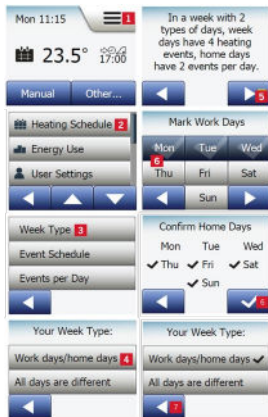 Mon 11:15
1
23.5°
17:00
Manual
Other...
In a week with 2
types of days, week
days have 4 heating
events, home days
have 2 events per day.
5
Heating Schedule 2
Energy Use
User Settings
Mark Work Days
Mon Tue Wed
6
Thu Fri Sat
Sun
Week Type 3
Event Schedule
Events per Day
Confirm Home Days
Mon Tue Wed
Thu Fri Sat
Sun
Your Week Type:
Work days/home days 4
All days are different
Your Week Type:
Work days/home days
All days are different
7